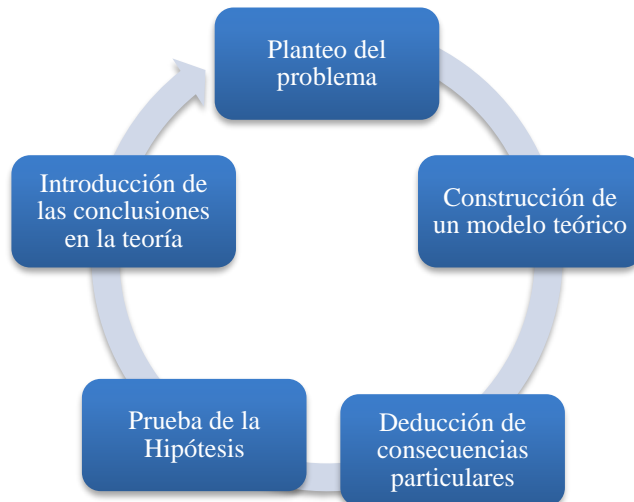 Planteo del
problema
Construcción de
un modelo teórico
Deducción de
consecuencias
particulares
Prueba de la
Hipótesis
Introducción de
las conclusiones
en la teoría